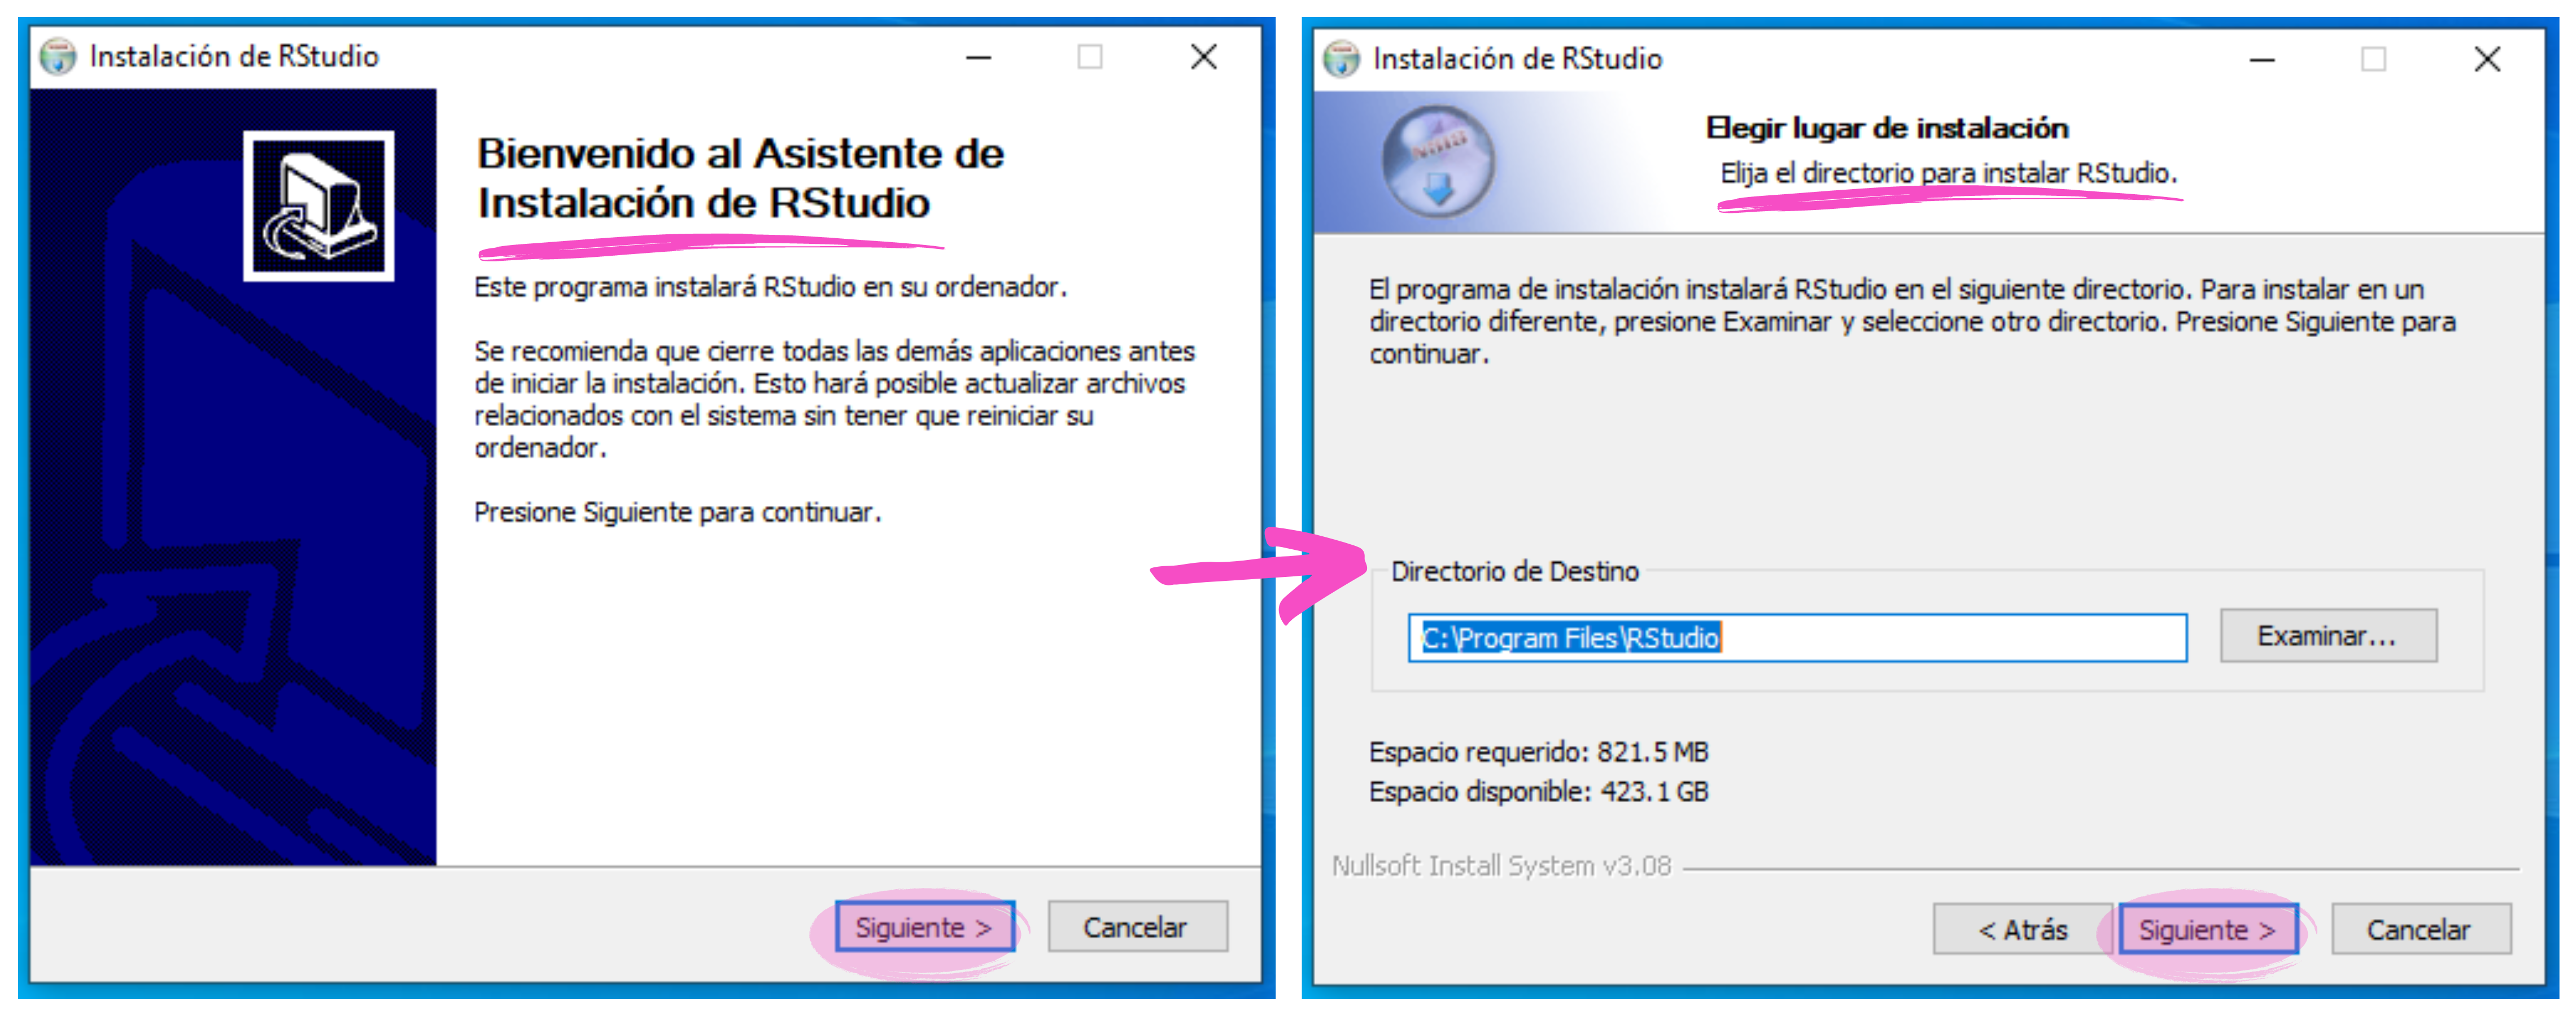 Instalación de RStudio
Bienvenido al Asistente de
Instalación de RStudio
Este programa instalará RStudio en su ordenador.
Se recomienda que cierre todas las demás aplicaciones antes
de iniciar la instalación. Esto hará posible actualizar archivos
relacionados con el sistema sin tener que reiniciar su
ordenador.
Presione Siguiente para continuar.
Siguiente >
Cancelar
Instalación de RStudio
Elegir lugar de instalación
Elija el directorio para instalar RStudio.
El programa de instalación instalará RStudio en el siguiente directorio. Para instalar en un
directorio diferente, presione Examinar y seleccione otro directorio. Presione Siguiente para
continuar.
Directorio de Destino
C:\Program Files\RStudio
Examinar...
Espacio requerido: 821.5 MB
Espacio disponible: 423.1 GB
Nullsoft Install System v3.08
< Atrás
Siguiente >
Cancelar